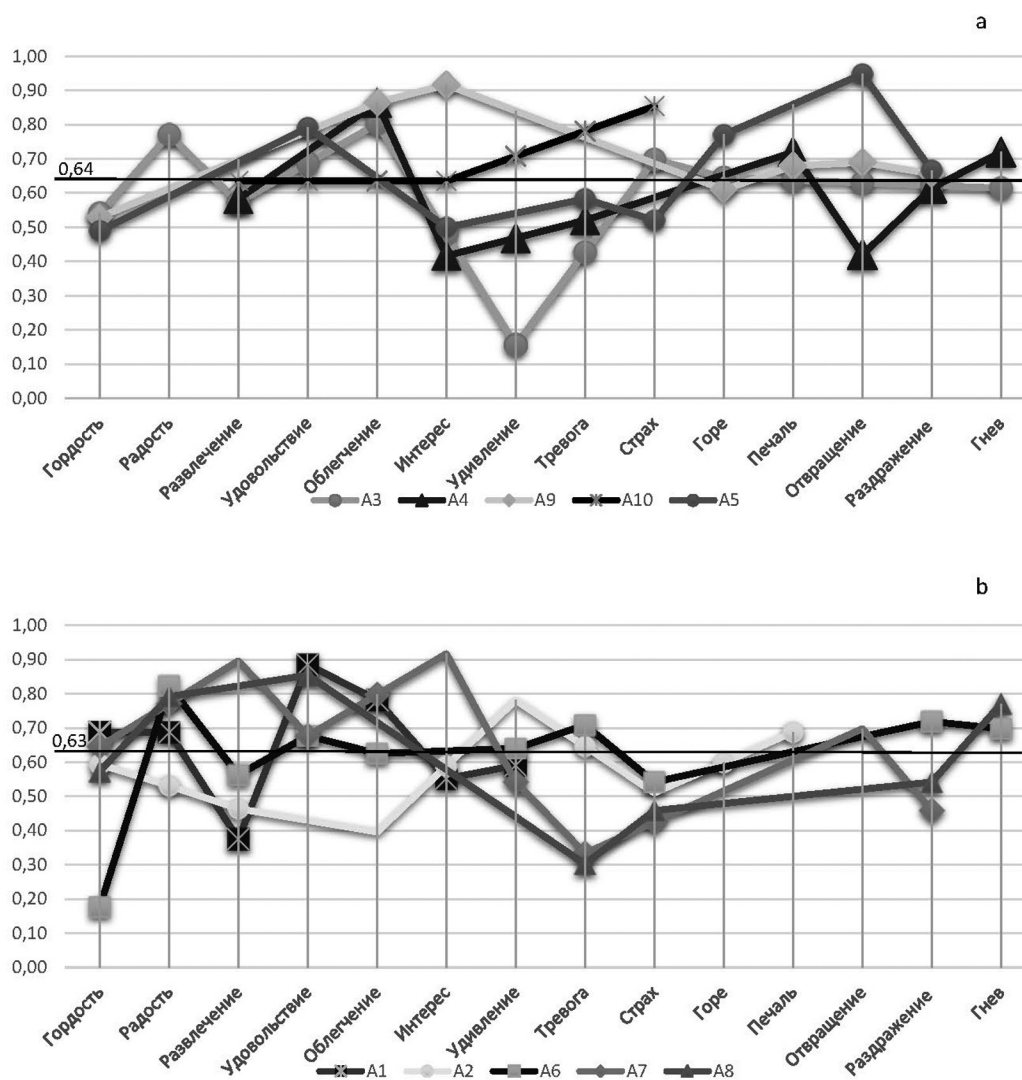 a
1,00
0,90
0,80
0,70
0,64
0,60
0,50
0,40
0,30
0,20
0,10
0,00
Гордость
Радость
Развлечение
Удовольствие
Облегчение
Интерес
Удивление
Тревога
Страх
Горе
Печаль
Отвращение
Раздражение
Гнев
A3 A4 A9 A10 A5
b
1,00
0,90
0,80
0,70
0,63
0,60
0,50
0,40
0,30
0,20
0,10
0,00
Гордость
Радость
Развлечение
Удовольствие
Облегчение
Интерес
Удивление
Тревога
Страх
Горе
Печаль
Отвращение
Раздражение
Гнев
A1 A2 A6 A7 A8